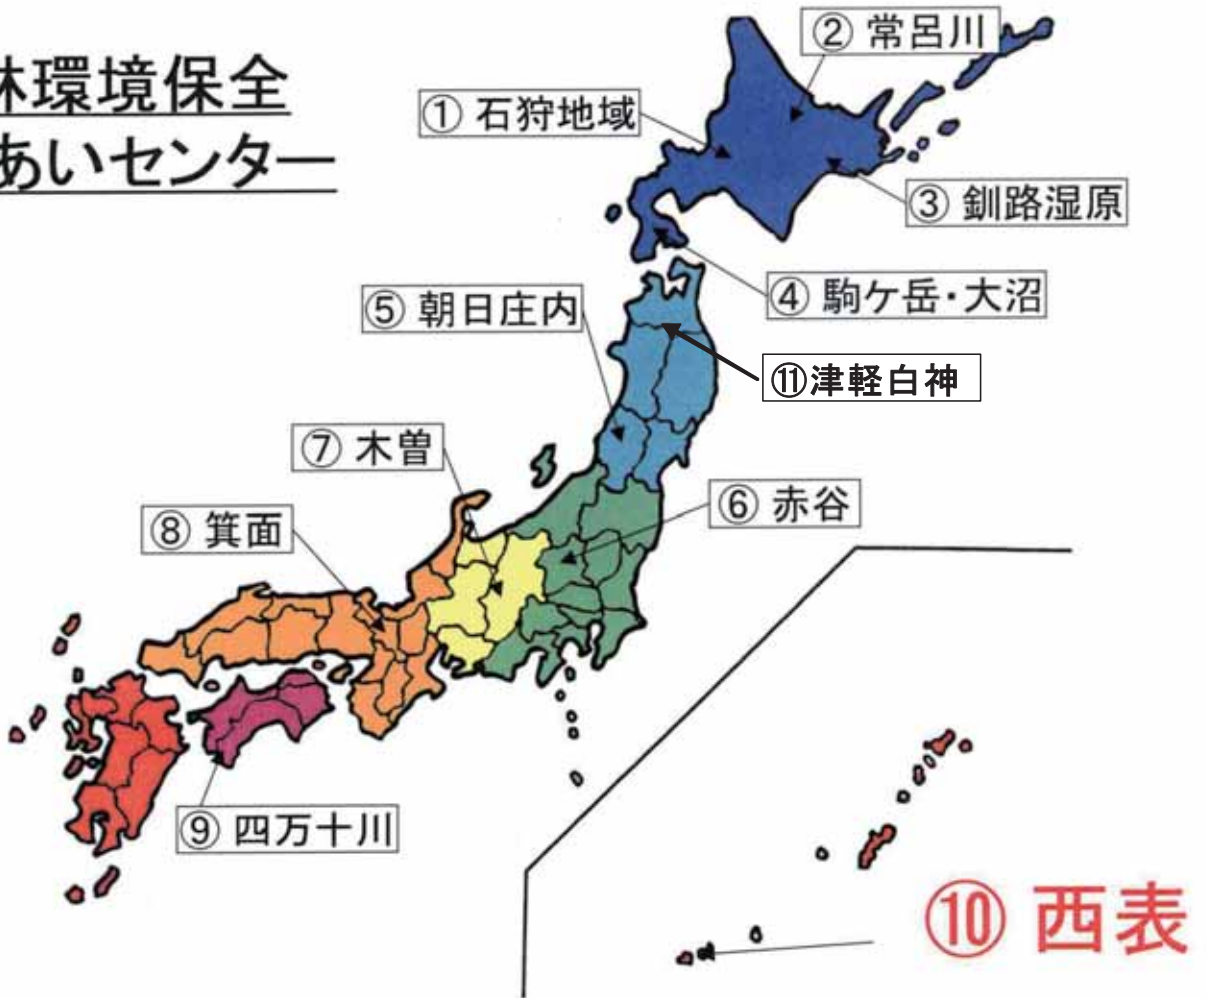 林環境保全
あいセンター
② 常呂川
① 石狩地域
③ 釧路湿原
④ 駒ケ岳・大沼
⑤ 朝日庄内
⑪津軽白神
⑦ 木曽
⑥ 赤谷
⑧ 箕面
⑨ 四万十川
⑩ 西表